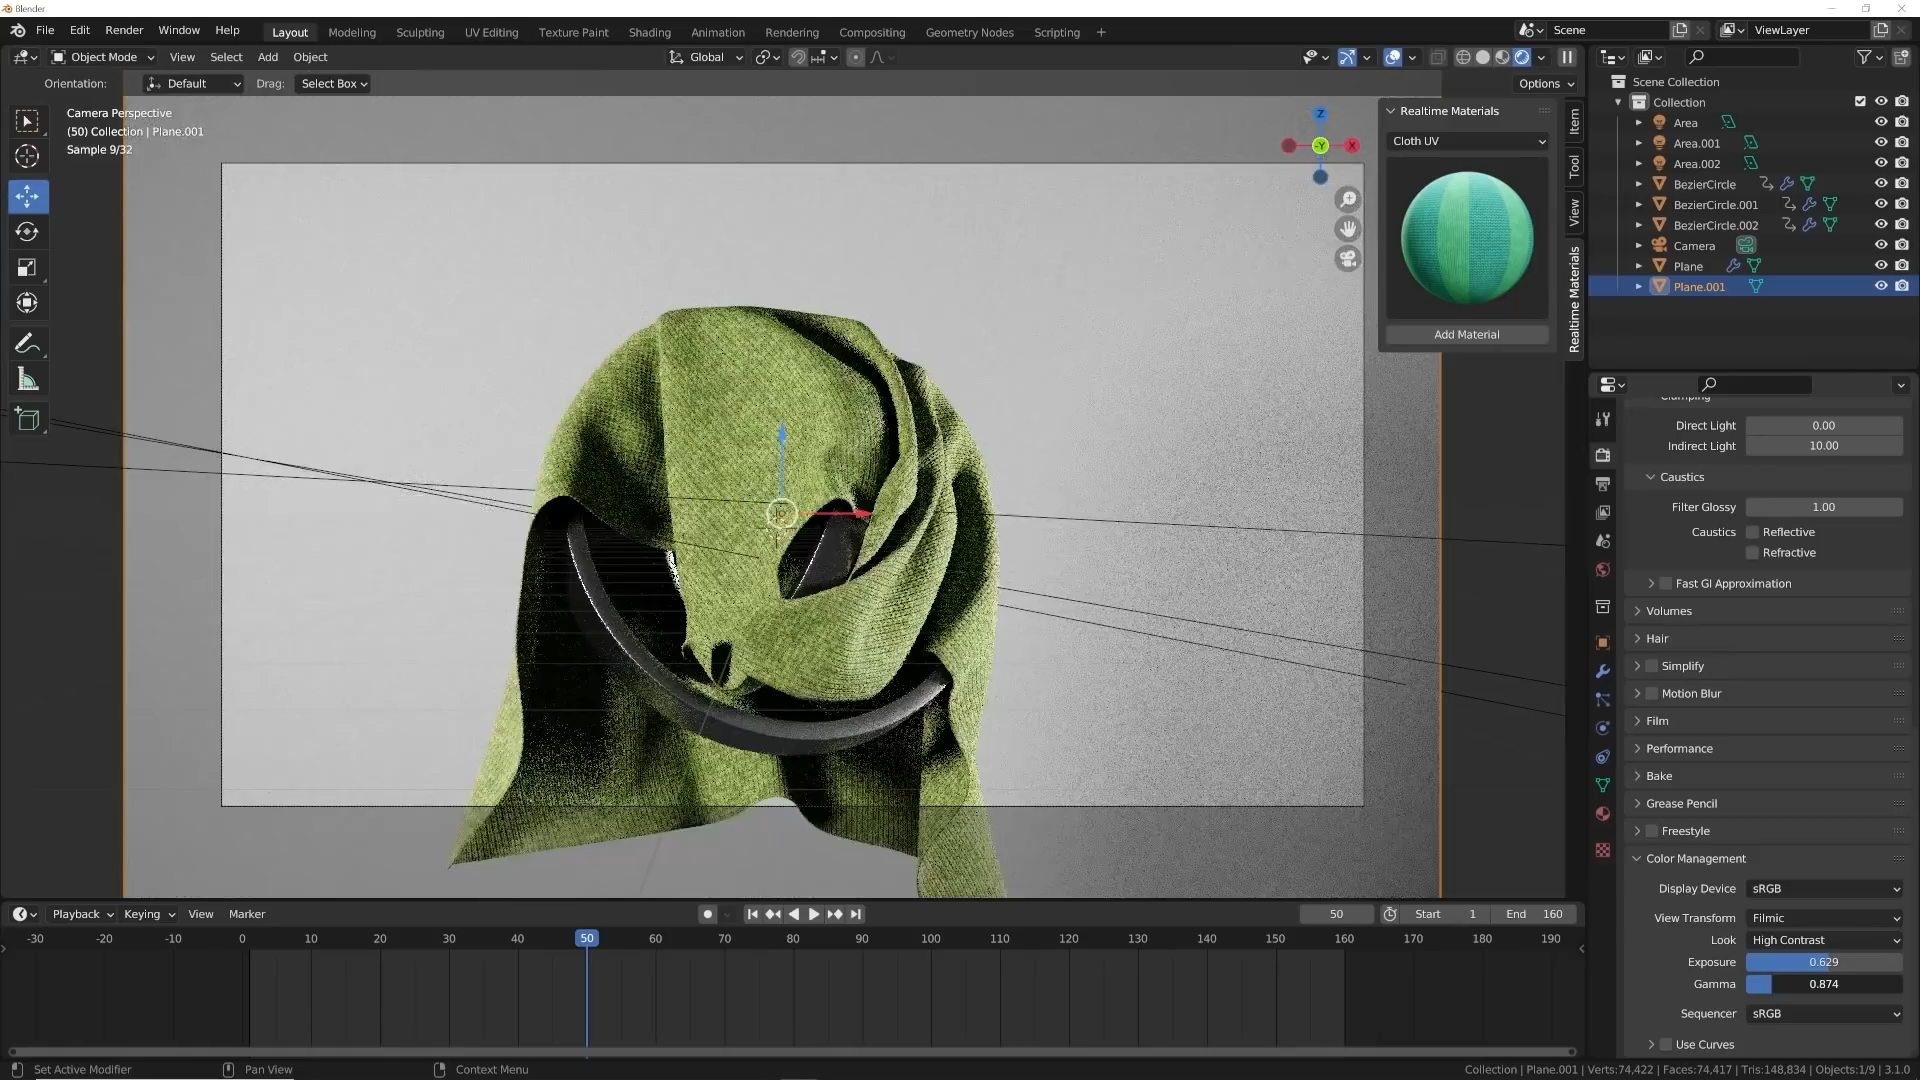 Blender
File Edit Render Window Help
Layout Modeling Sculpting UV Editing Texture Paint Shading Animation Rendering Compositing Geometry Nodes Scripting +
Scene
ViewLayer
Object Mode View Select Add Object
Global
Orientation: Default Drag: Select Box
Options
Camera Perspective
(50) Collection | Plane.001
Sample 9/32
Z
-Y
X
Realtime Materials
Cloth UV
Add Material
Item
Tool
View
Realtime Materials
Scene Collection
Collection
Area
Area.001
Area.002
BezierCircle
BezierCircle.001
BezierCircle.002
Camera
Plane
Plane.001
Clamping
Direct Light 0.00
Indirect Light 10.00
Caustics
Filter Glossy 1.00
Caustics Reflective
Refractive
Fast GI Approximation
Volumes
Hair
Simplify
Motion Blur
Film
Performance
Bake
Grease Pencil
Freestyle
Color Management
Display Device sRGB
View Transform Filmic
Look High Contrast
Exposure 0.629
Gamma 0.874
Sequencer sRGB
Use Curves
Playback Keying View Marker
50 Start 1 End 160
-30 -20 -10 0 10 20 30 40 50 60 70 80 90 100 110 120 130 140 150 160 170 180 190
Set Active Modifier Pan View Context Menu
Collection | Plane.001 | Verts:74,422 | Faces:74,417 | Tris:148,834 | Objects:1/9 | 3.1.0